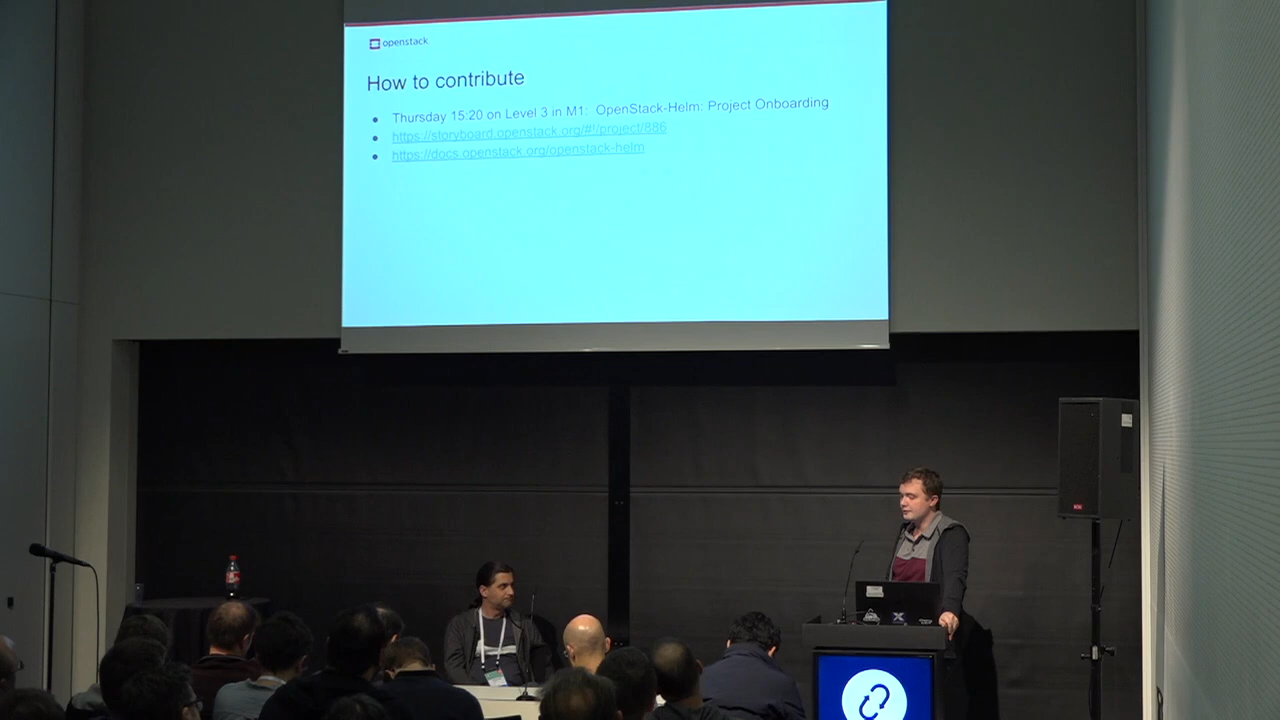 openstack
How to contribute
Thursday 15:20 on Level 3 in M1: OpenStack-Helm: Project Onboarding
https://storyboard.openstack.org/#!/project/886
https://docs.openstack.org/openstack-helm